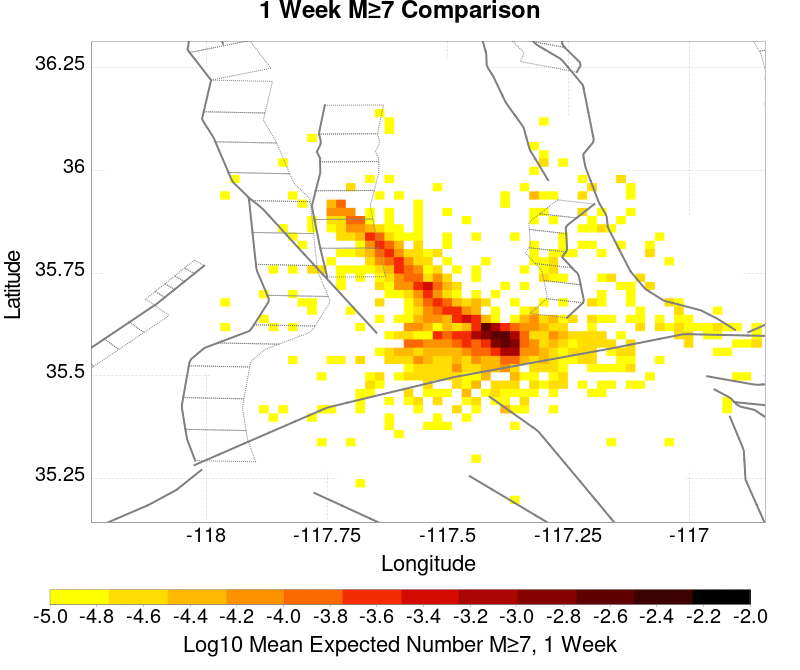 1 Week M≥7 Comparison
36.25
36
35.75
35.5
35.25
Latitude
-118 -117.75 -117.5 -117.25 -117
Longitude
-5.0 -4.8 -4.6 -4.4 -4.2 -4.0 -3.8 -3.6 -3.4 -3.2 -3.0 -2.8 -2.6 -2.4 -2.2 -2.0
Log10 Mean Expected Number M≥7, 1 Week